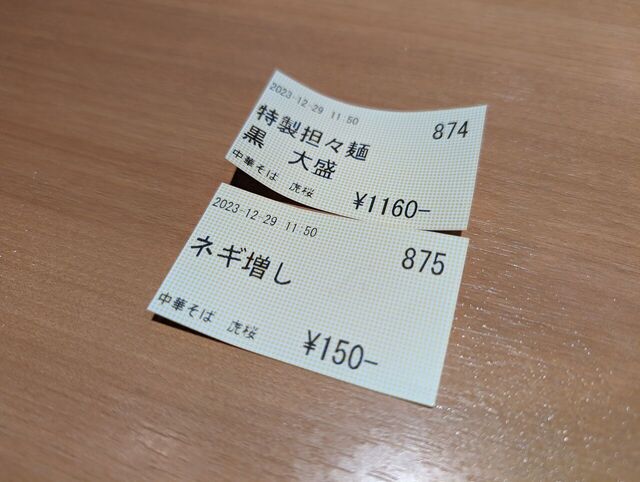 2023-12-29 11:50 874
特製担々麺
黒 大盛
中華そば 虎桜 ¥1160-
2023-12-29 11:50 875
ネギ増し
中華そば 虎桜 ¥150-